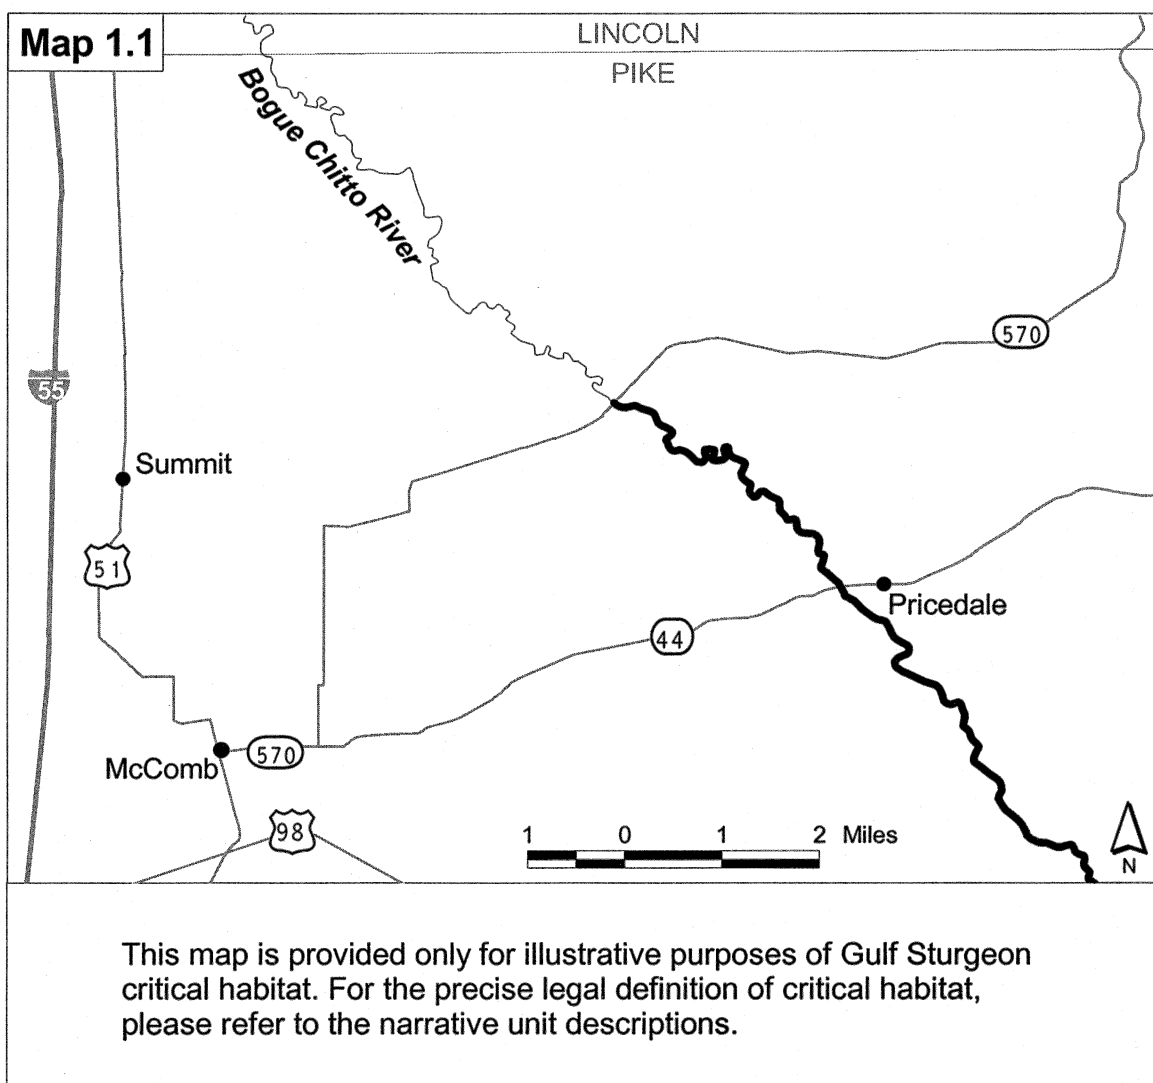 Map 1.1
LINCOLN
PIKE
Bogue Chitto River
570
55
Summit
51
Pricedale
44
McComb
570
98
1 0 1 2 Miles
N
This map is provided only for illustrative purposes of Gulf Sturgeon
critical habitat. For the precise legal definition of critical habitat,
please refer to the narrative unit descriptions.